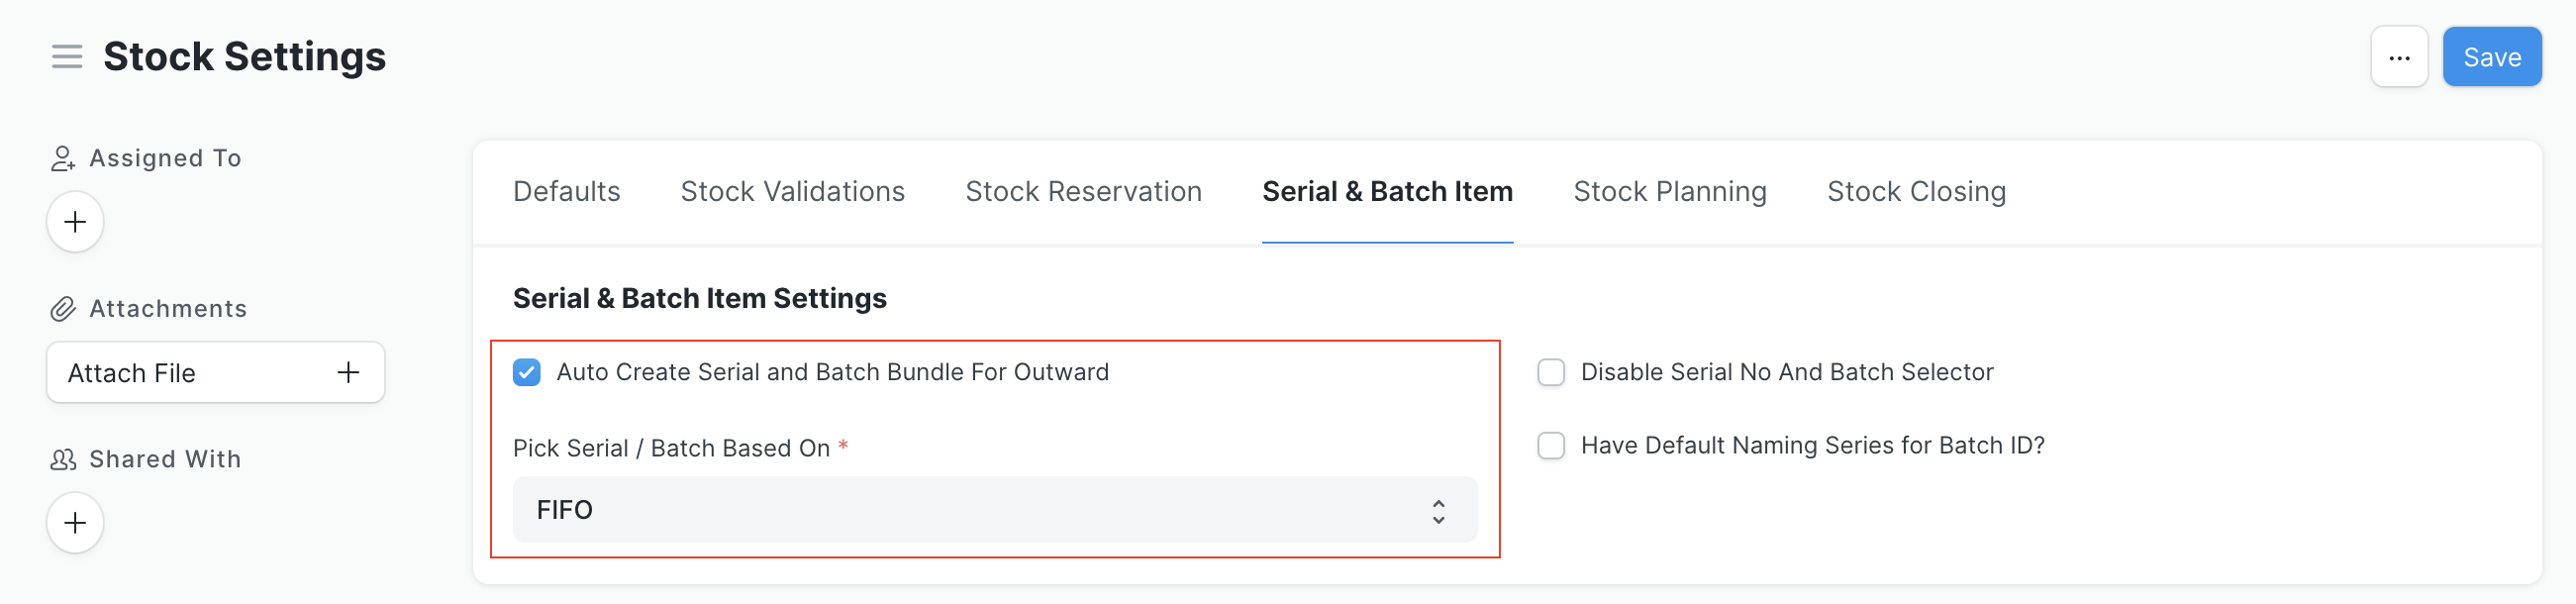 Stock Settings
...
Save
Assigned To
Attachments
Attach File
Shared With
Defaults Stock Validations Stock Reservation Serial & Batch Item Stock Planning Stock Closing
Serial & Batch Item Settings
Auto Create Serial and Batch Bundle For Outward
Pick Serial / Batch Based On *
FIFO
Disable Serial No And Batch Selector
Have Default Naming Series for Batch ID?